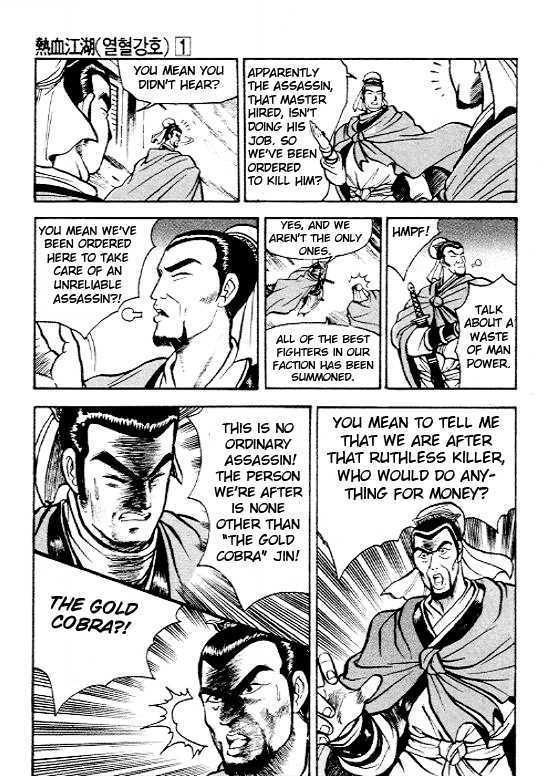 熱血江湖(열혈강호) 1
YOU MEAN YOU
DIDN'T HEAR?
APPARENTLY
THE ASSASSIN,
THAT MASTER
HIRED, ISN'T
DOING HIS
JOB. SO
WE'VE BEEN
ORDERED
TO KILL HIM?
YOU MEAN WE'VE
BEEN ORDERED
HERE TO TAKE
CARE OF AN
UNRELIABLE
ASSASSIN?!
YES, AND WE
AREN'T THE ONLY
ONES.
ALL OF THE BEST
FIGHTERS IN OUR
FACTION HAS BEEN
SUMMONED.
HMPF!
TALK
ABOUT A
WASTE
OF MAN
POWER.
THIS IS NO
ORDINARY
ASSASSIN!
THE PERSON
WE'RE AFTER
IS NONE
OTHER THAN
"THE GOLD
COBRA" JIN!
THE GOLD
COBRA?!
YOU MEAN TO TELL ME
THAT WE ARE AFTER
THAT RUTHLESS KILLER,
WHO WOULD DO ANY-
THING FOR MONEY?